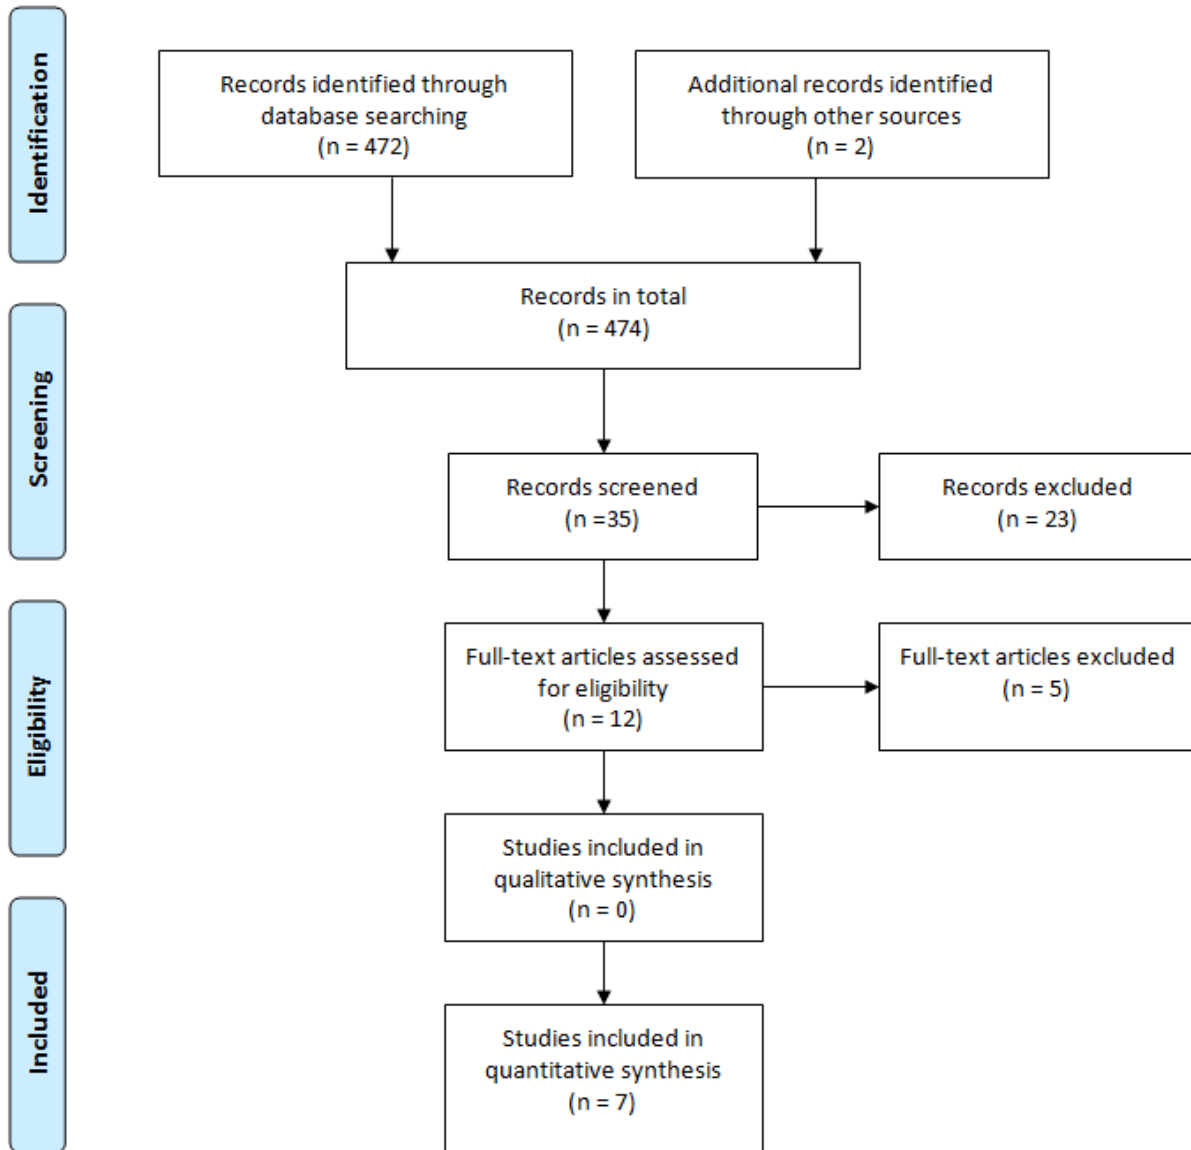 Identification
Records identified through
database searching
(n = 472)
Additional records identified
through other sources
(n = 2)
Records in total
(n = 474)
Screening
Records screened
(n =35)
Records excluded
(n = 23)
Eligibility
Full-text articles assessed
for eligibility
(n = 12)
Full-text articles excluded
(n = 5)
Studies included in
qualitative synthesis
(n = 0)
Included
Studies included in
quantitative synthesis
(n = 7)